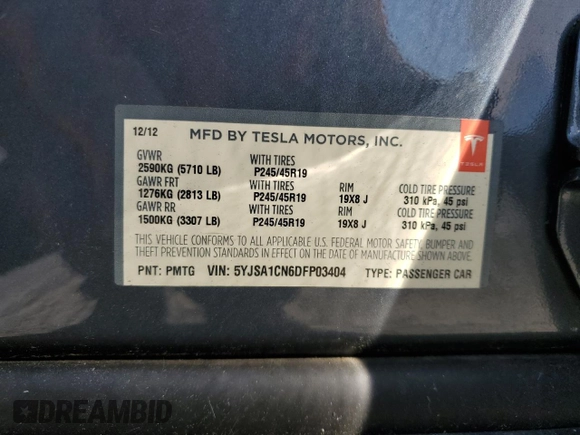 12/12 MFD BY TESLA MOTORS, INC.
TESLA
GVWR WITH TIRES
2590KG (5710 LB) P245/45R19
GAWR FRT WITH TIRES RIM COLD TIRE PRESSURE
1276KG (2813 LB) P245/45R19 19X8 J 310 kPa, 45 psi
GAWR RR WITH TIRES RIM COLD TIRE PRESSURE
1500KG (3307 LB) P245/45R19 19X8 J 310 kPa, 45 psi
THIS VEHICLE CONFORMS TO ALL APPLICABLE U.S. FEDERAL MOTOR SAFETY, BUMPER AND
THEFT PREVENTION STANDARDS IN EFFECT ON THE DATE OF MANUFACTURE SHOWN ABOVE.
PNT: PMTG VIN: 5YJSA1CN6DFP03404 TYPE: PASSENGER CAR
DREAMBID